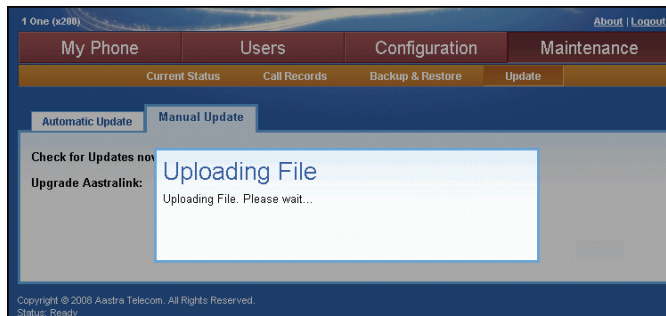 1 One (x200)
About | Logout
My Phone Users Configuration Maintenance
Current Status Call Records Backup & Restore Update
Automatic Update Manual Update
Check for Updates now
Uploading File
Upgrade Aastralink:
Uploading File. Please wait...
Copyright © 2008 Aastra Telecom. All Rights Reserved.
Status: Ready